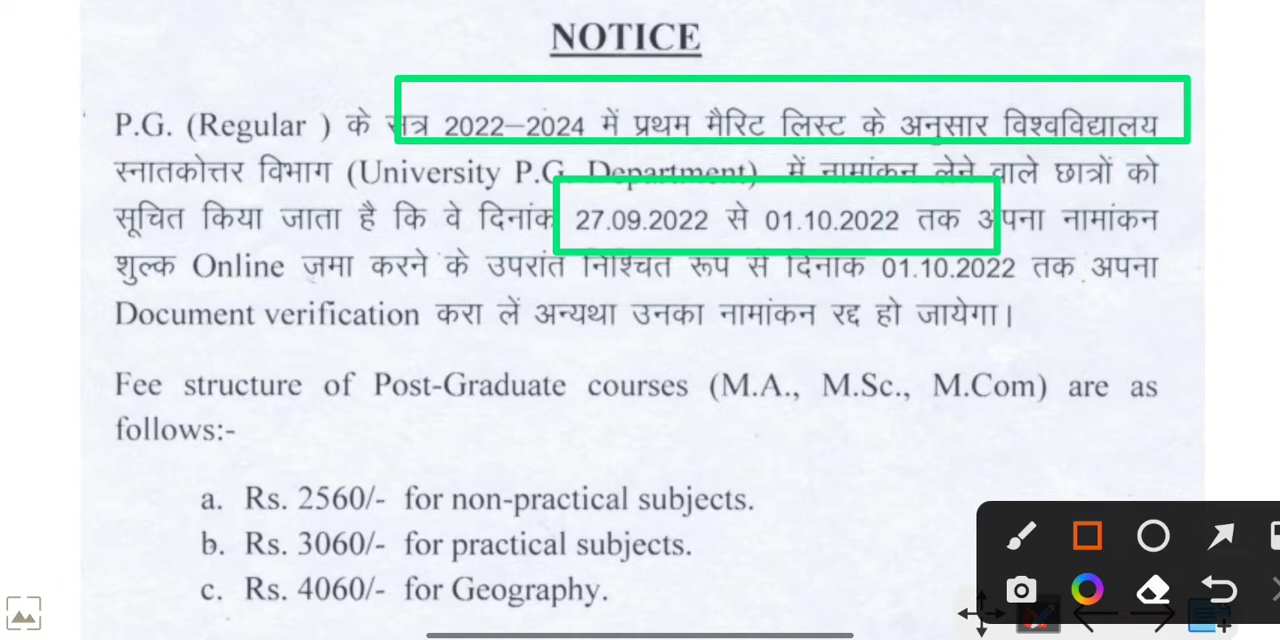 NOTICE
P.G. (Regular ) के सत्र 2022–2024 में प्रथम मैरिट लिस्ट के अनुसार विश्वविद्यालय
स्नातकोत्तर विभाग (University P.G. Department) में नामांकन लेने वाले छात्रों को
सूचित किया जाता है कि वे दिनांक 27.09.2022 से 01.10.2022 तक अपना नामांकन
शुल्क Online जमा करने के उपरांत निश्चित रूप से दिनांक 01.10.2022 तक अपना
Document verification करा लें अन्यथा उनका नामांकन रद्द हो जायेगा।
Fee structure of Post-Graduate courses (M.A., M.Sc., M.Com) are as
follows:-
a. Rs. 2560/- for non-practical subjects.
b. Rs. 3060/- for practical subjects.
c. Rs. 4060/- for Geography.